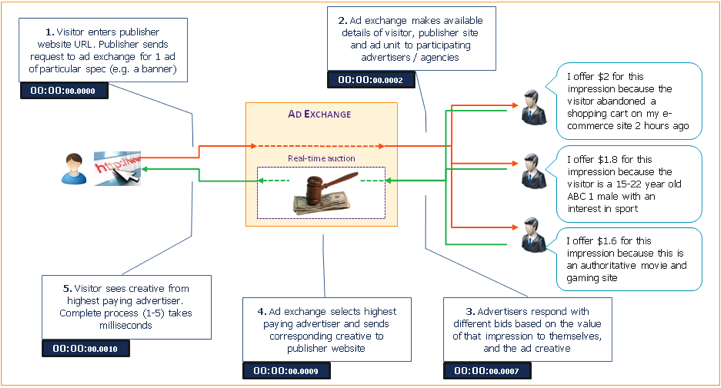 1. Visitor enters publisher
website URL. Publisher sends
request to ad exchange for 1 ad
of particular spec (e.g. a banner)
00:00:00.0000
2. Ad exchange makes available
details of visitor, publisher site
and ad unit to participating
advertisers / agencies
00:00:00.0002
I offer $2 for this
impression because the
visitor abandoned a
shopping cart on my e-
commerce site 2 hours ago
AD EXCHANGE
Real-time auction
http://ww
I offer $1.8 for this
impression because the
visitor is a 15-22 year old
ABC 1 male with an
interest in sport
I offer $1.6 for this
impression because this is
an authoritative movie and
gaming site
5. Visitor sees creative from
highest paying advertiser.
Complete process (1-5) takes
milliseconds
00:00:00.0010
4. Ad exchange selects highest
paying advertiser and sends
corresponding creative to
publisher website
00:00:00.0009
3. Advertisers respond with
different bids based on the value
of that impression to themselves,
and the ad creative
00:00:00.0007